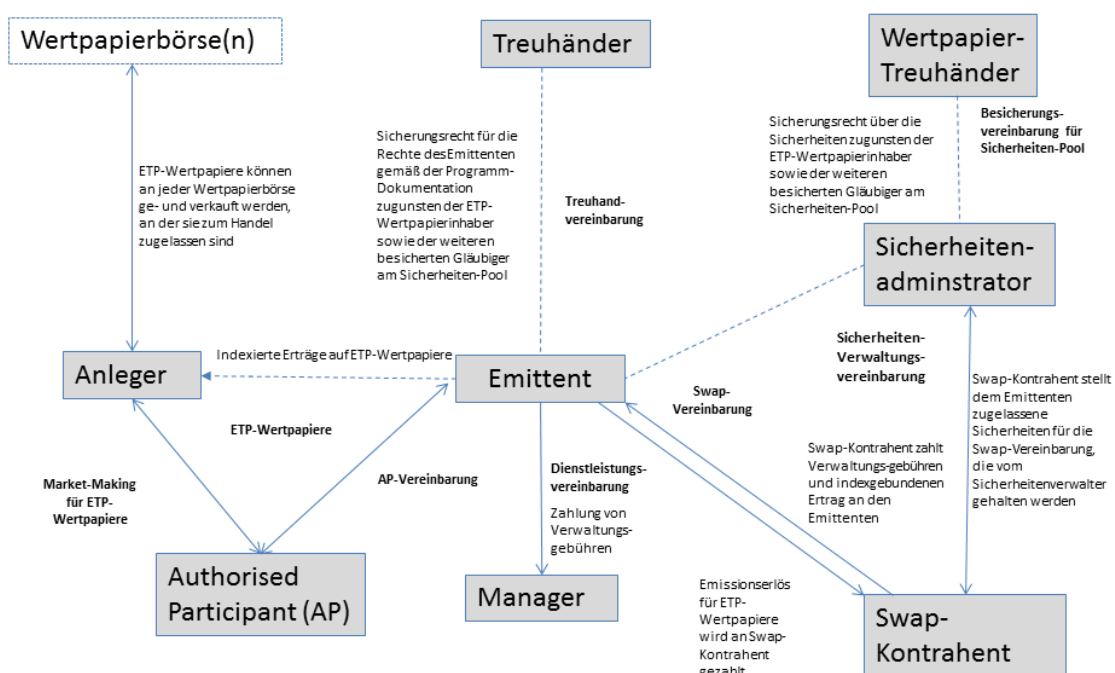 Wertpapierbörse(n)
Treuhänder
Wertpapier-
Treuhänder
ETP-Wertpapiere können
an jeder Wertpapierbörse
ge- und verkauft werden,
an der sie zum Handel
zugelassen sind
Sicherungsrecht für die
Rechte des Emittenten
gemäß der Programm-
Dokumentation
zugunsten der ETP-
Wertpapierinhaber
sowie der weiteren
besicherten Gläubiger
am Sicherheiten-Pool
Treuhand-
vereinbarung
Sicherungsrecht über die
Sicherheiten zugunsten der
ETP-Wertpapierinhaber
sowie der weiteren
besicherten Gläubiger am
Sicherheiten-Pool
Besicherungs-
vereinbarung für
Sicherheiten-Pool
Sicherheiten-
adminstrator
Anleger
Indexierte Erträge auf ETP-Wertpapiere
Emittent
Swap-
Vereinbarung
Sicherheiten-
Verwaltungs-
vereinbarung
Swap-Kontrahent stellt
dem Emittenten
zugelassene
Sicherheiten für die
Swap-Vereinbarung,
die vom
Sicherheitenverwalter
gehalten werden
ETP-Wertpapiere
Market-Making
für ETP-
Wertpapiere
AP-Vereinbarung
Dienstleistungs-
vereinbarung
Zahlung von
Verwaltungs-
gebühren
Swap-Kontrahent zahlt
Verwaltungs-gebühren
und indexgebundenen
Ertrag an den
Emittenten
Authorised
Participant (AP)
Manager
Emissionserlös
für ETP-
Wertpapiere
wird an Swap-
Kontrahent
gezahlt
Swap-
Kontrahent